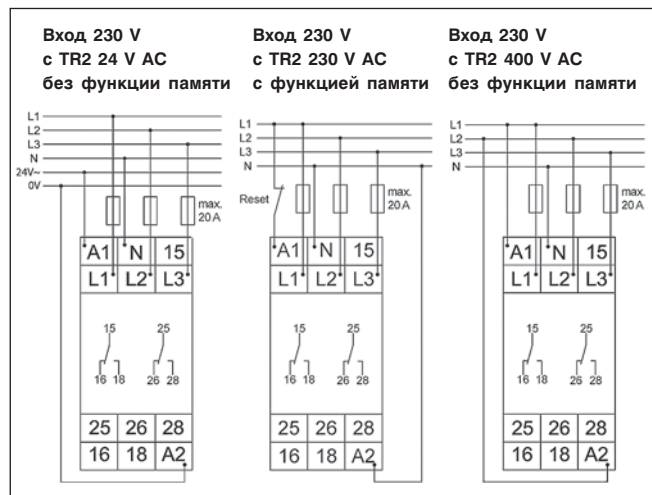 Вход 230 V
с TR2 24 V AC
без функции памяти
L1
L2
L3
N
24V~
0V
max.
20 A
A1 N 15
L1 L2 L3
15 25
16 18 26 28
25 26 28
16 18 A2
Вход 230 V
с TR2 230 V AC
с функцией памяти
L1
L2
L3
N
Reset
max.
20 A
A1 N 15
L1 L2 L3
15 25
16 18 26 28
25 26 28
16 18 A2
Вход 230 V
с TR2 400 V AC
без функции памяти
L1
L2
L3
N
max.
20 A
A1 N 15
L1 L2 L3
15 25
16 18 26 28
25 26 28
16 18 A2